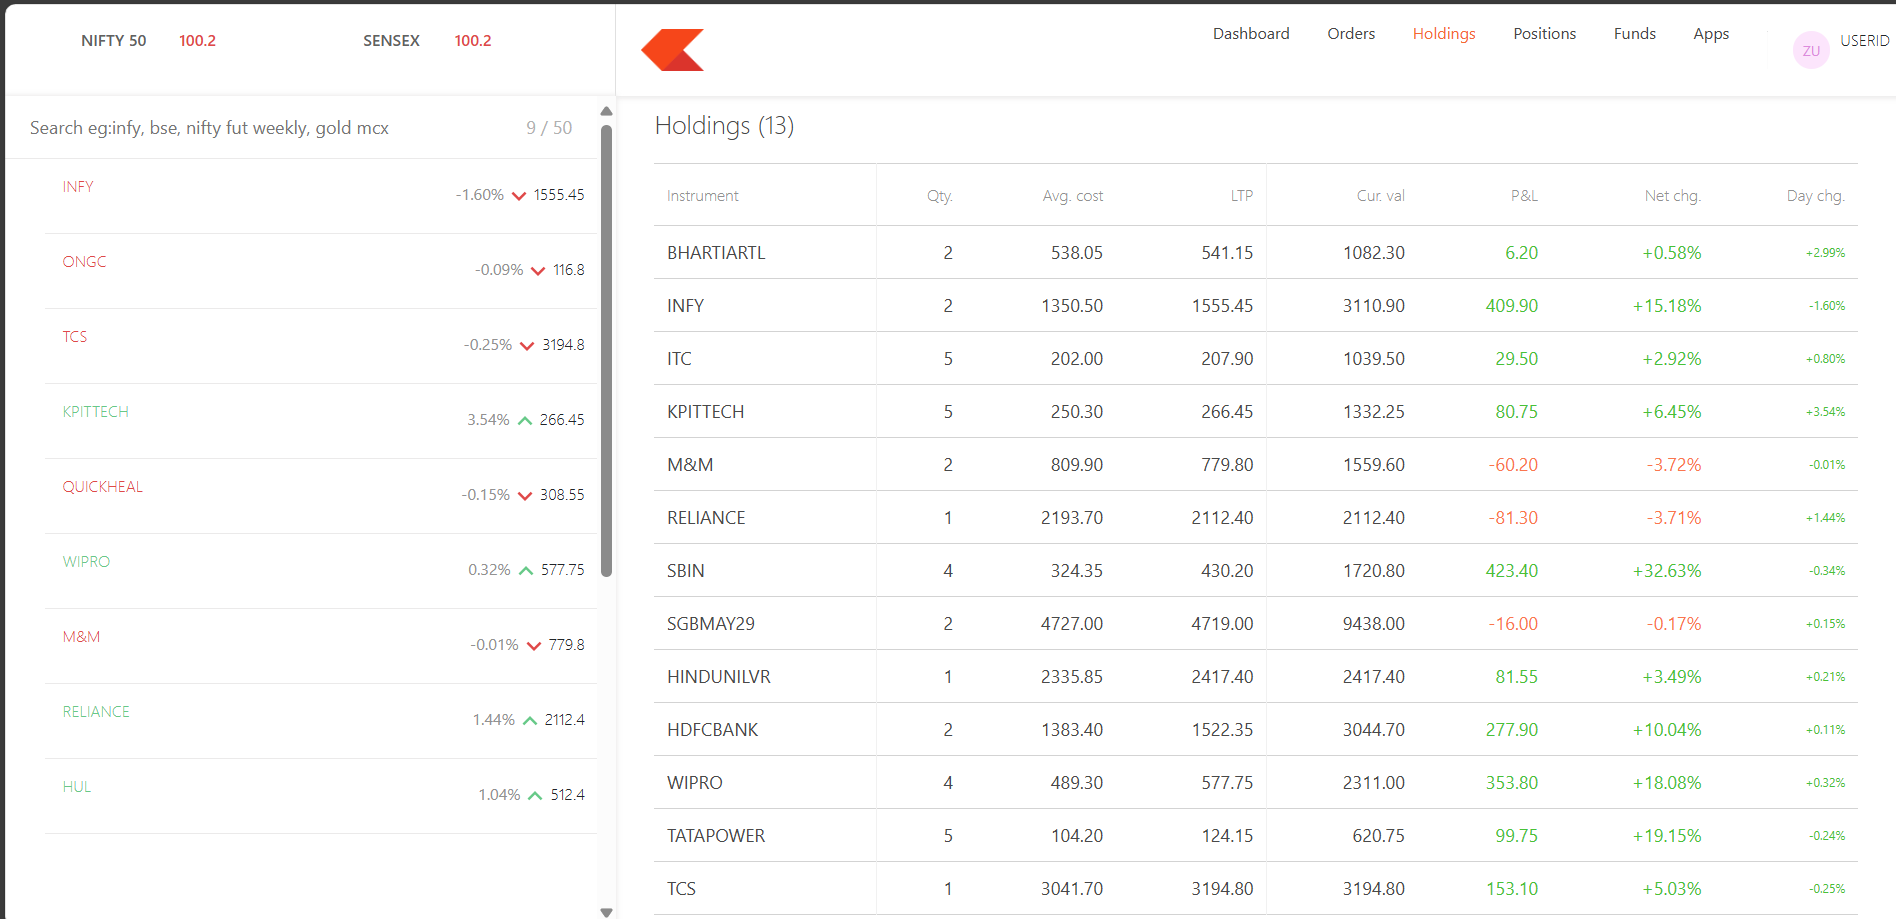 NIFTY 50 100.2 SENSEX 100.2
Dashboard Orders Holdings Positions Funds Apps ZU USERID
Search eg:infy, bse, nifty fut weekly, gold mcx 9 / 50
INFY -1.60% 1555.45
ONGC -0.09% 116.8
TCS -0.25% 3194.8
KPITTECH 3.54% 266.45
QUICKHEAL -0.15% 308.55
WIPRO 0.32% 577.75
M&M -0.01% 779.8
RELIANCE 1.44% 2112.4
HUL 1.04% 512.4
Holdings (13)
Instrument Qty. Avg. cost LTP Cur. val P&L Net chg. Day chg.
BHARTIARTL 2 538.05 541.15 1082.30 6.20 +0.58% +2.99%
INFY 2 1350.50 1555.45 3110.90 409.90 +15.18% -1.60%
ITC 5 202.00 207.90 1039.50 29.50 +2.92% +0.80%
KPITTECH 5 250.30 266.45 1332.25 80.75 +6.45% +3.54%
M&M 2 809.90 779.80 1559.60 -60.20 -3.72% -0.01%
RELIANCE 1 2193.70 2112.40 2112.40 -81.30 -3.71% +1.44%
SBIN 4 324.35 430.20 1720.80 423.40 +32.63% -0.34%
SGBMAY29 2 4727.00 4719.00 9438.00 -16.00 -0.17% +0.15%
HINDUNILVR 1 2335.85 2417.40 2417.40 81.55 +3.49% +0.21%
HDFCBANK 2 1383.40 1522.35 3044.70 277.90 +10.04% +0.11%
WIPRO 4 489.30 577.75 2311.00 353.80 +18.08% +0.32%
TATAPOWER 5 104.20 124.15 620.75 99.75 +19.15% -0.24%
TCS 1 3041.70 3194.80 3194.80 153.10 +5.03% -0.25%